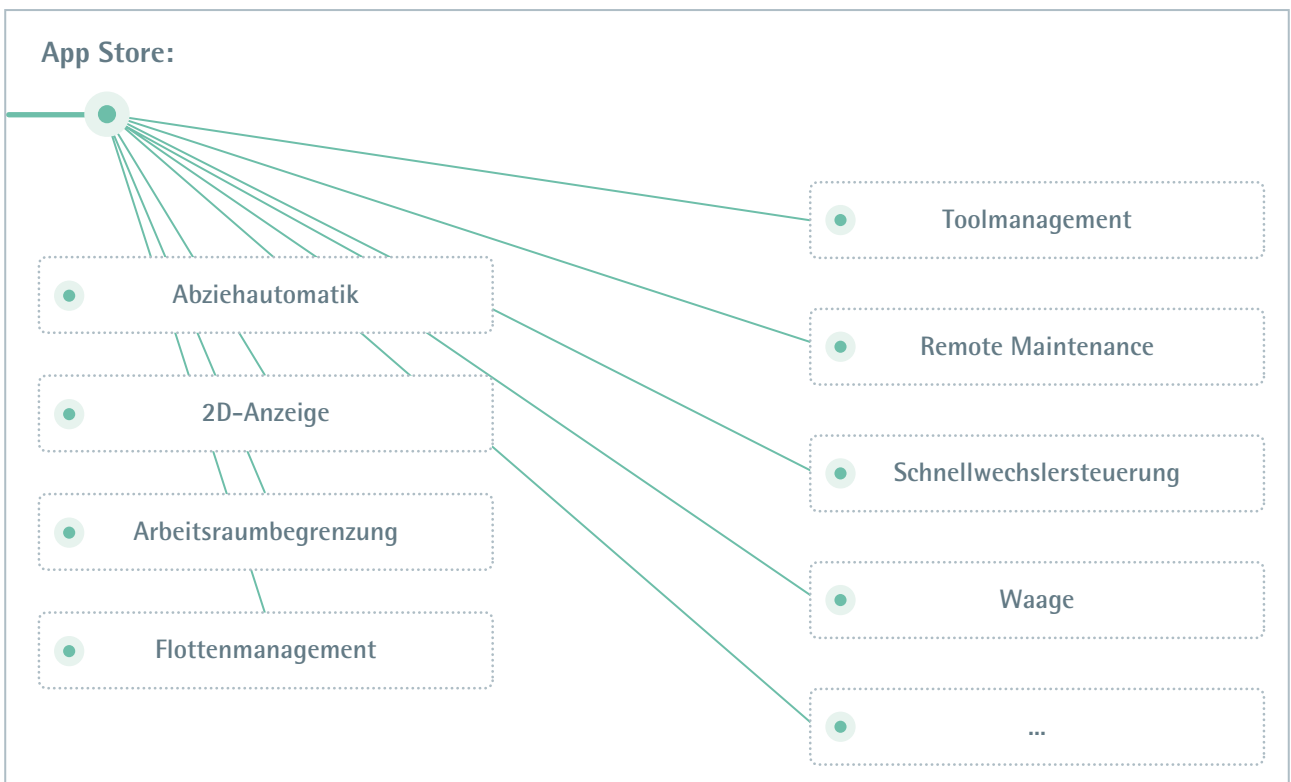 App Store:
Abziehautomatik
2D-Anzeige
Arbeitsraumbegrenzung
Flottenmanagement
Toolmanagement
Remote Maintenance
Schnellwechslersteuerung
Waage
...